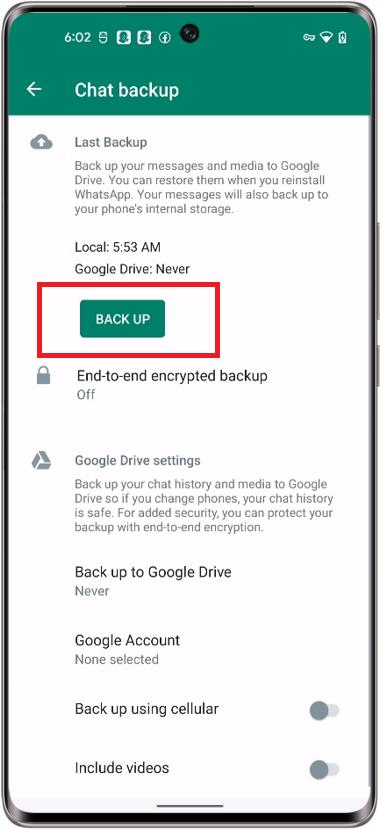 6:02
Chat backup
Last Backup
Back up your messages and media to Google
Drive. You can restore them when you reinstall
WhatsApp. Your messages will also back up to
your phone's internal storage.
Local: 5:53 AM
Google Drive: Never
BACK UP
End-to-end encrypted backup
Off
Google Drive settings
Back up your chat history and media to Google
Drive so if you change phones, your chat history
is safe. For added security, you can protect your
backup with end-to-end encryption.
Back up to Google Drive
Never
Google Account
None selected
Back up using cellular
Include videos